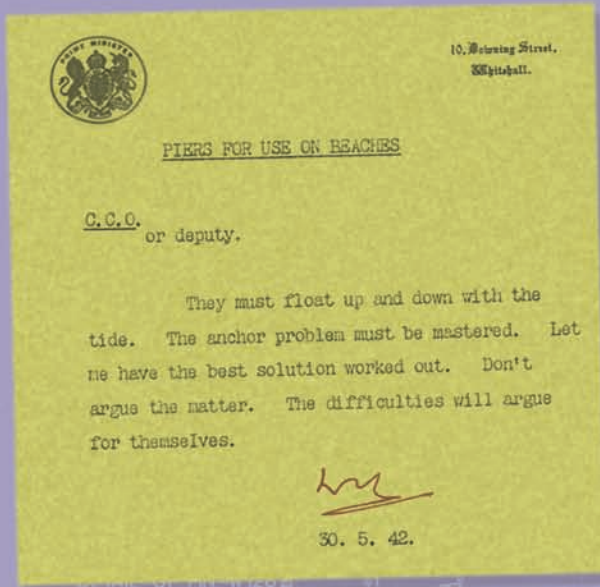 PRIME MINISTER
10, Downing Street,
Whitehall.
PIERS FOR USE ON BEACHES
C.C.O.
or deputy.
They must float up and down with the
tide. The anchor problem must be mastered. Let
me have the best solution worked out. Don't
argue the matter. The difficulties will argue
for themselves.
30. 5. 42.